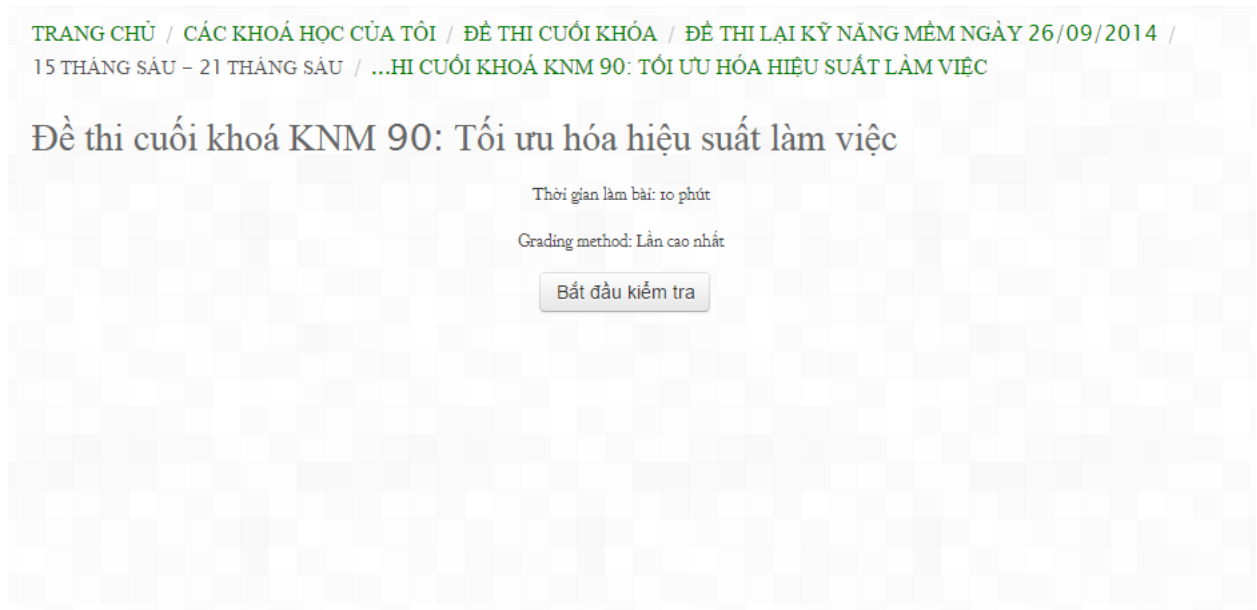 TRANG CHỦ / CÁC KHOÁ HỌC CỦA TÔI / ĐỀ THI CUỐI KHÓA / ĐỀ THI LẠI KỸ NĂNG MỀM NGÀY 26/09/2014 /
15 THÁNG SÁU – 21 THÁNG SÁU / ...HI CUỐI KHOÁ KNM 90: TỐI ƯU HÓA HIỆU SUẤT LÀM VIỆC
Đề thi cuối khoá KNM 90: Tối ưu hóa hiệu suất làm việc
Thời gian làm bài: 10 phút
Grading method: Lần cao nhất
Bắt đầu kiểm tra